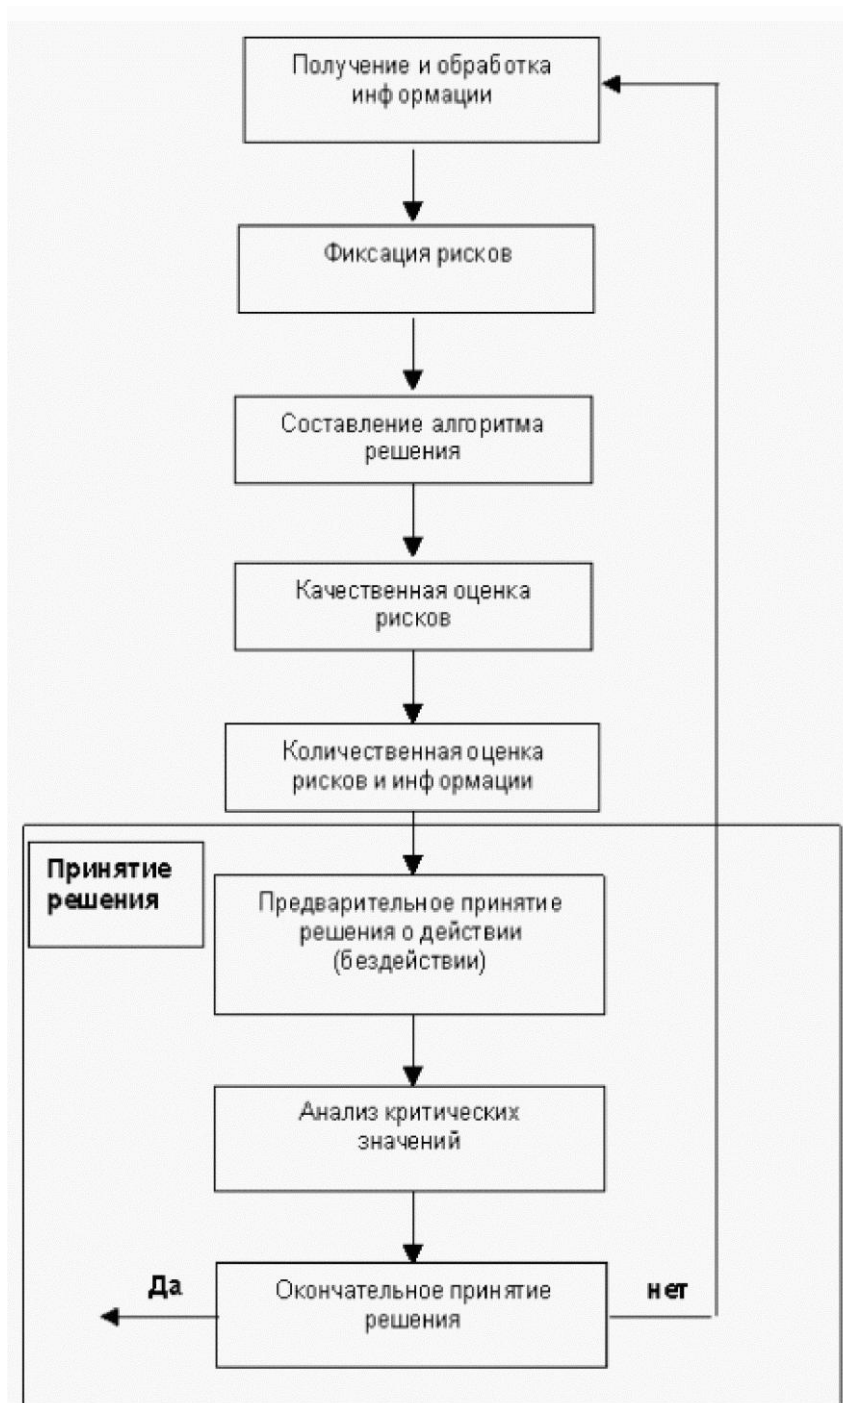 Получение и обработка
информации
Фиксация рисков
Составление алгоритма
решения
Качественная оценка
рисков
Количественная оценка
рисков и информации
Принятие
решения
Предварительное принятие
решения о действии
(бездействии)
Анализ критических
значений
Да
Окончательное принятие
решения
нет